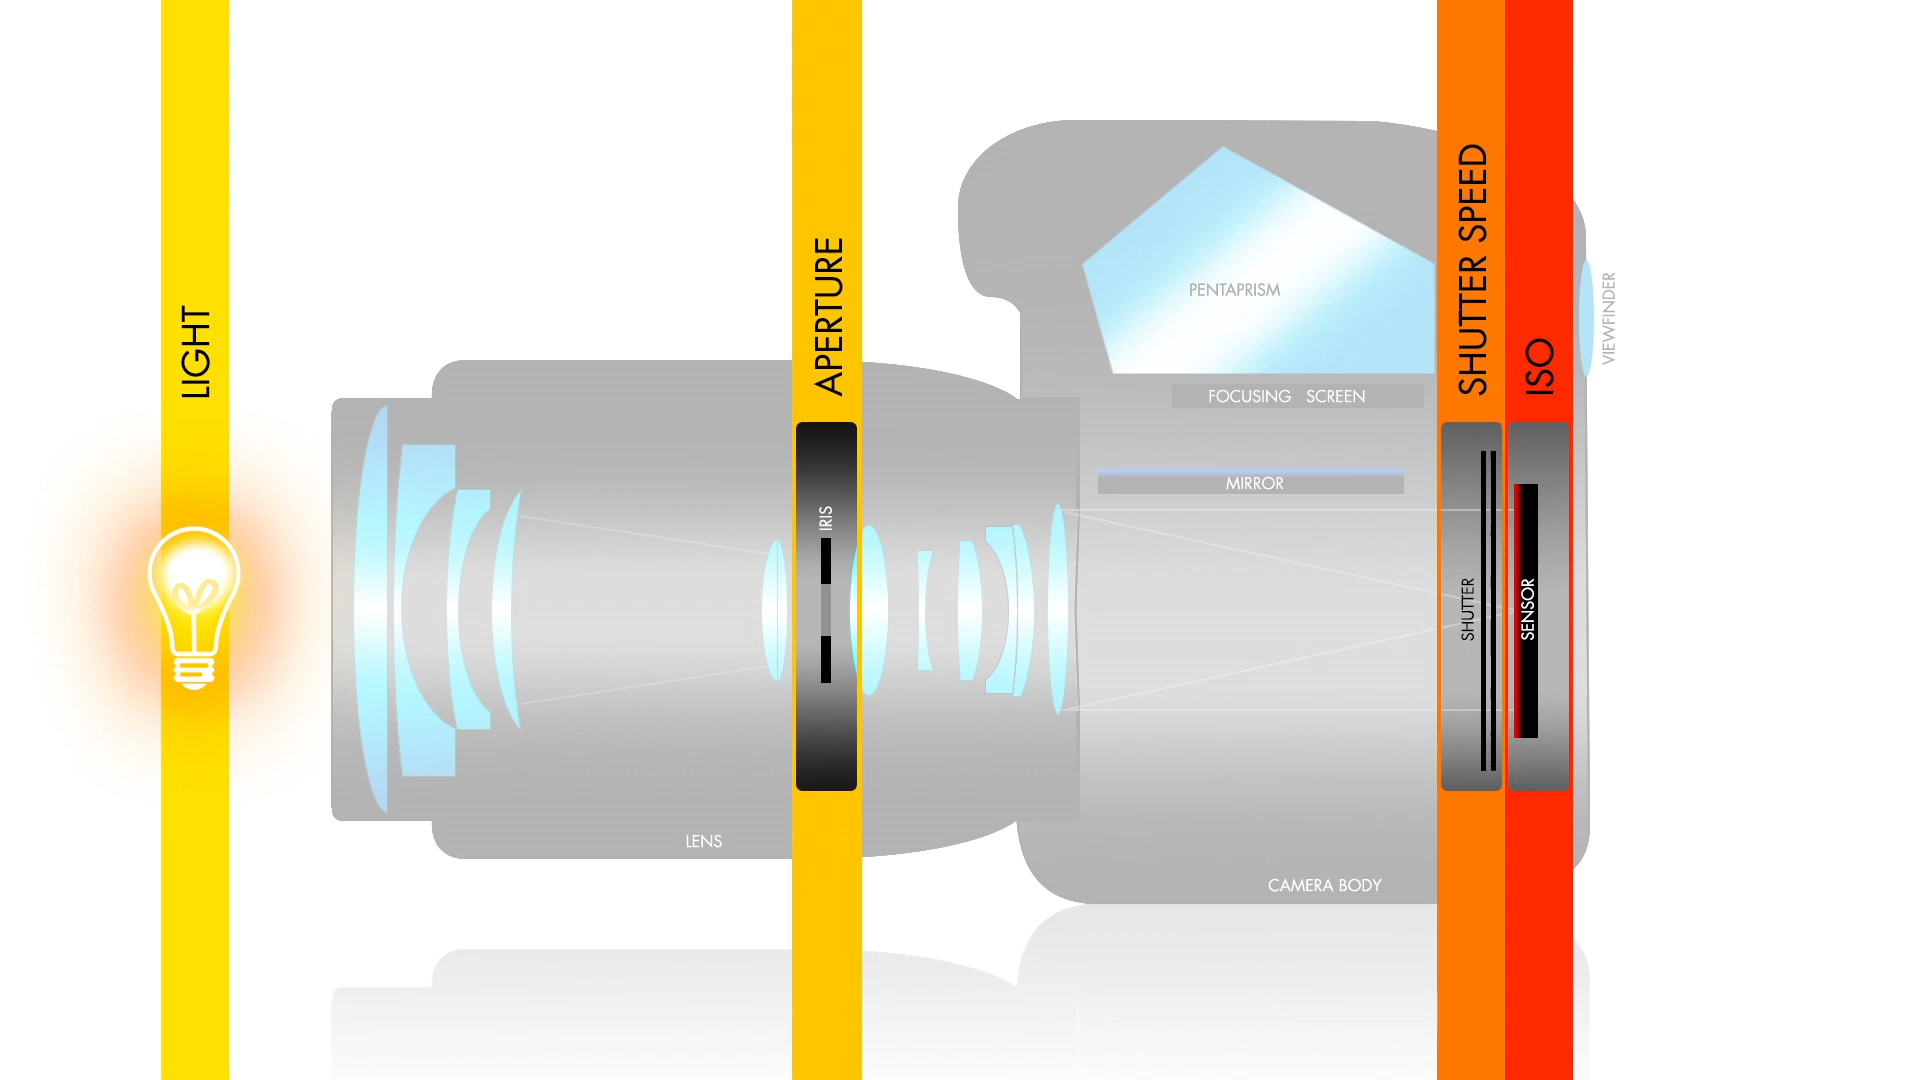 LIGHT
APERTURE
SHUTTER SPEED
ISO
PENTAPRISM
VIEWFINDER
FOCUSING SCREEN
MIRROR
IRIS
SHUTTER
SENSOR
LENS
CAMERA BODY